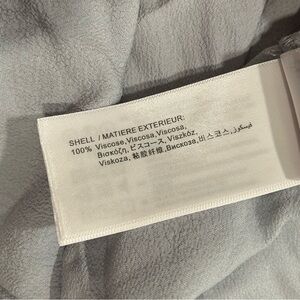 SHELL / MATIERE EXTERIEUR:
100% Viscose,Viscosa,Viscosa,
Βισκόζη, ビスコース, Viszkóz,
Viskoza, 粘胶纤维, Вискоза, 비스코스, فيسكوز